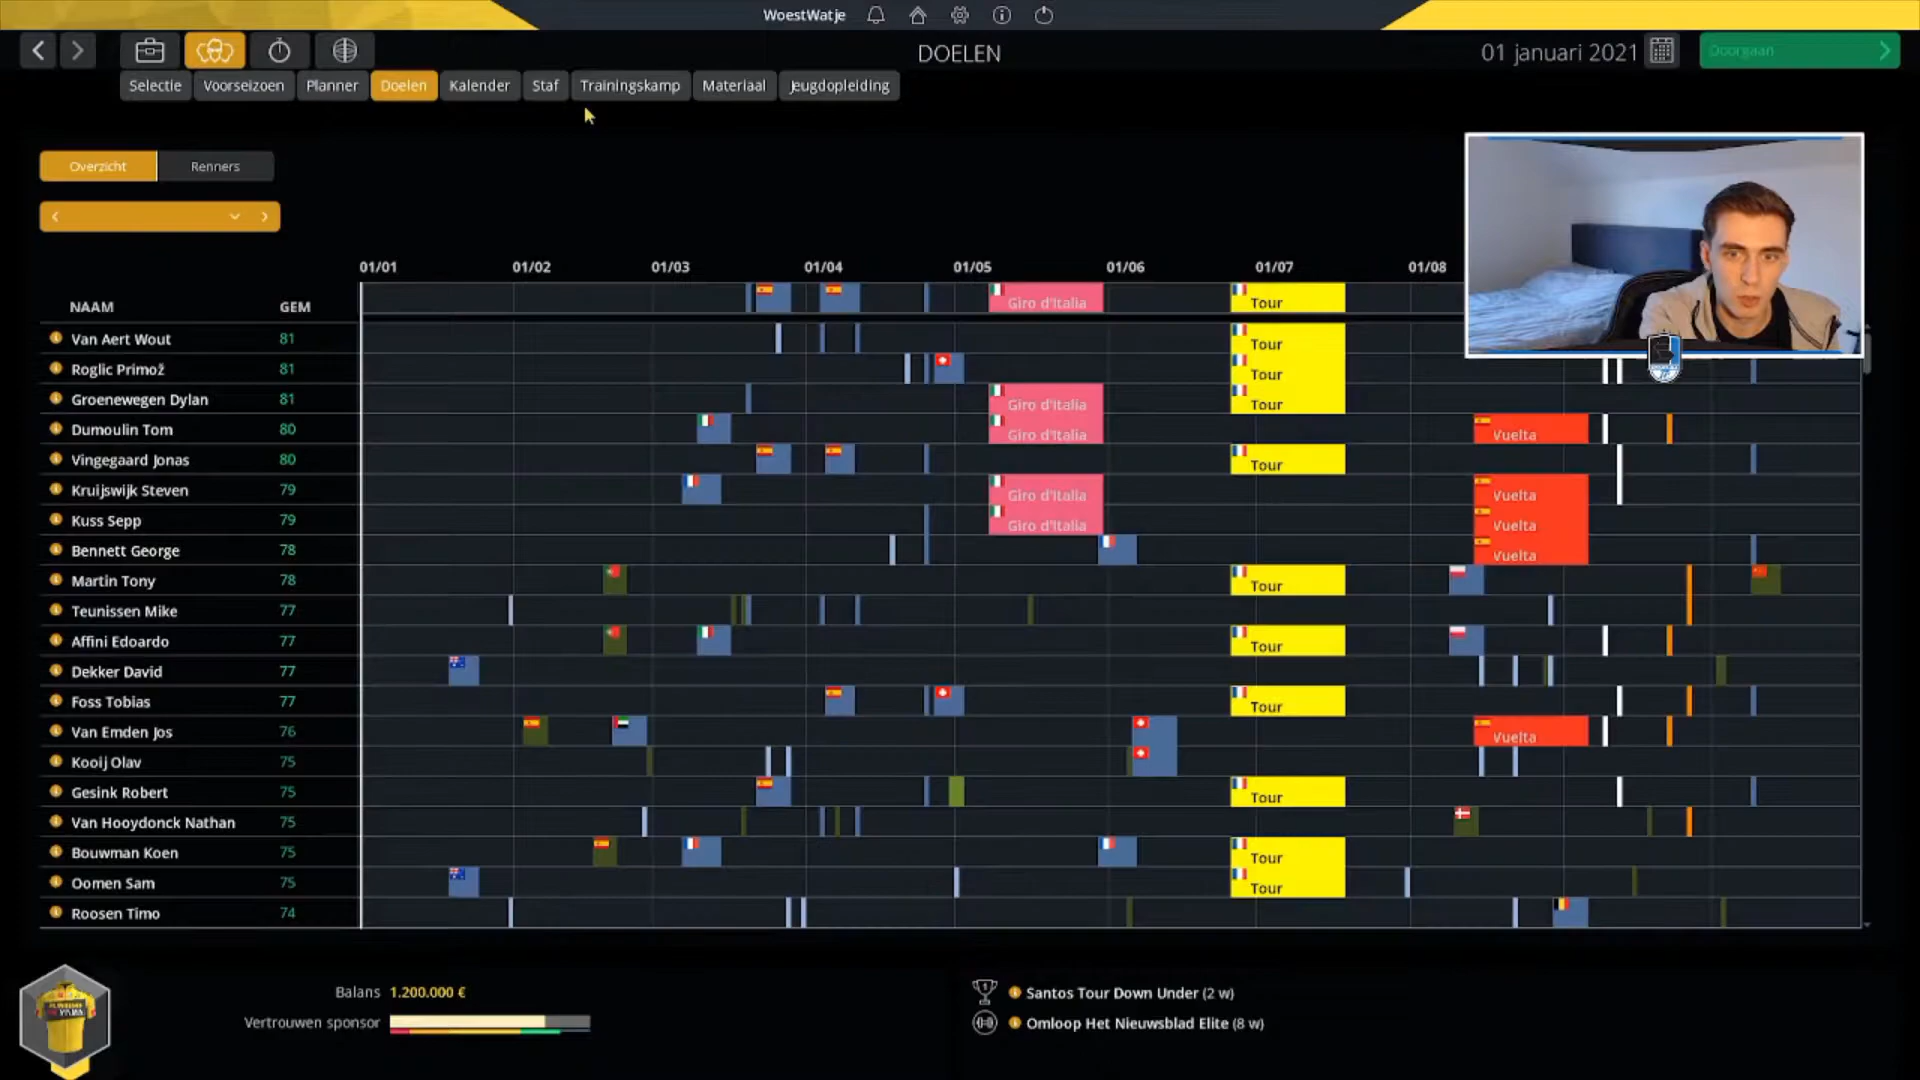 WoestWatje
DOELEN
01 januari 2021
Doorgaan
Selectie
Voorseizoen
Planner
Doelen
Kalender
Staf
Trainingskamp
Materiaal
Jeugdopleiding
Overzicht
Renners
01/01
01/02
01/03
01/04
01/05
01/06
01/07
01/08
NAAM GEM
Giro d'Italia Tour
Van Aert Wout 81 Tour
Roglic Primož 81 Tour
Groenewegen Dylan 81 Giro d'Italia Tour
Dumoulin Tom 80 Giro d'Italia Vuelta
Vingegaard Jonas 80 Tour
Kruijswijk Steven 79 Giro d'Italia Vuelta
Kuss Sepp 79 Giro d'Italia Vuelta
Bennett George 78 Vuelta
Martin Tony 78 Tour
Teunissen Mike 77
Affini Edoardo 77 Tour
Dekker David 77
Foss Tobias 77 Tour
Van Emden Jos 76 Vuelta
Kooij Olav 75
Gesink Robert 75 Tour
Van Hooydonck Nathan 75
Bouwman Koen 75 Tour
Oomen Sam 75 Tour
Roosen Timo 74
Balans 1.200.000 €
Vertrouwen sponsor
Santos Tour Down Under (2 w)
Omloop Het Nieuwsblad Elite (8 w)